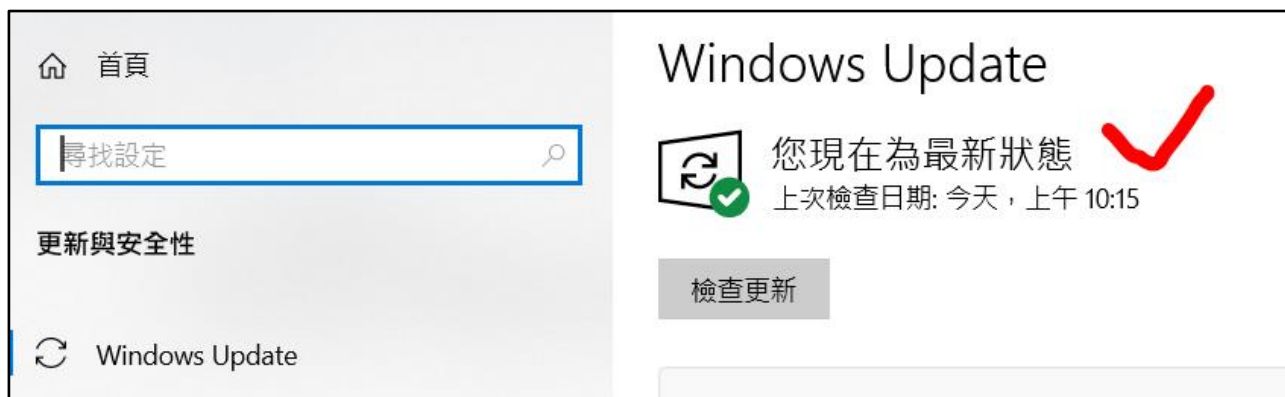 首頁
尋找設定
更新與安全性
Windows Update
Windows Update
您現在為最新狀態
上次檢查日期: 今天，上午 10:15
檢查更新